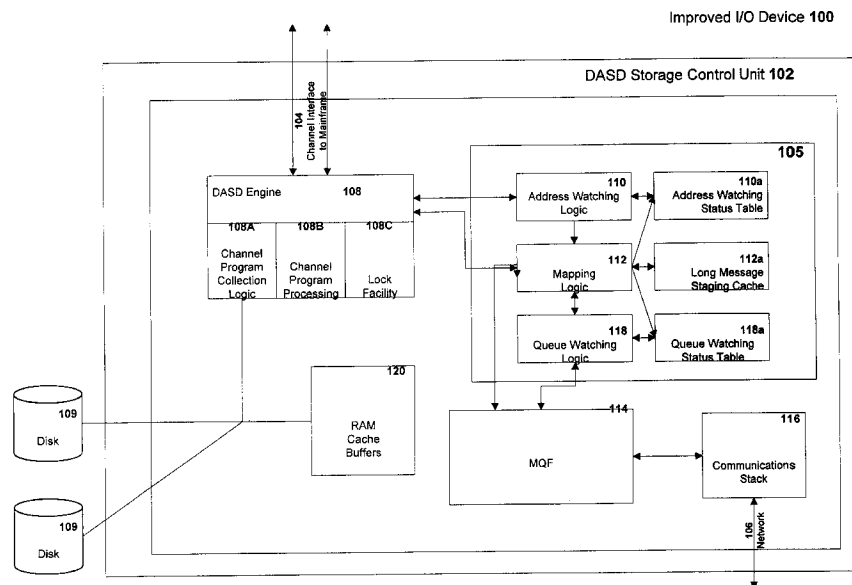 Improved I/O Device 100
DASD Storage Control Unit 102
104
Channel Interface
to Mainframe
105
DASD Engine 108
108A
Channel
Program
Collection
Logic
108B
Channel
Program
Processing
108C
Lock
Facility
110
Address Watching
Logic
110a
Address Watching
Status Table
112
Mapping
Logic
112a
Long Message
Staging Cache
118
Queue Watching
Logic
118a
Queue Watching
Status Table
109
Disk
120
RAM
Cache
Buffers
114
MQF
116
Communications
Stack
109
Disk
106
Network